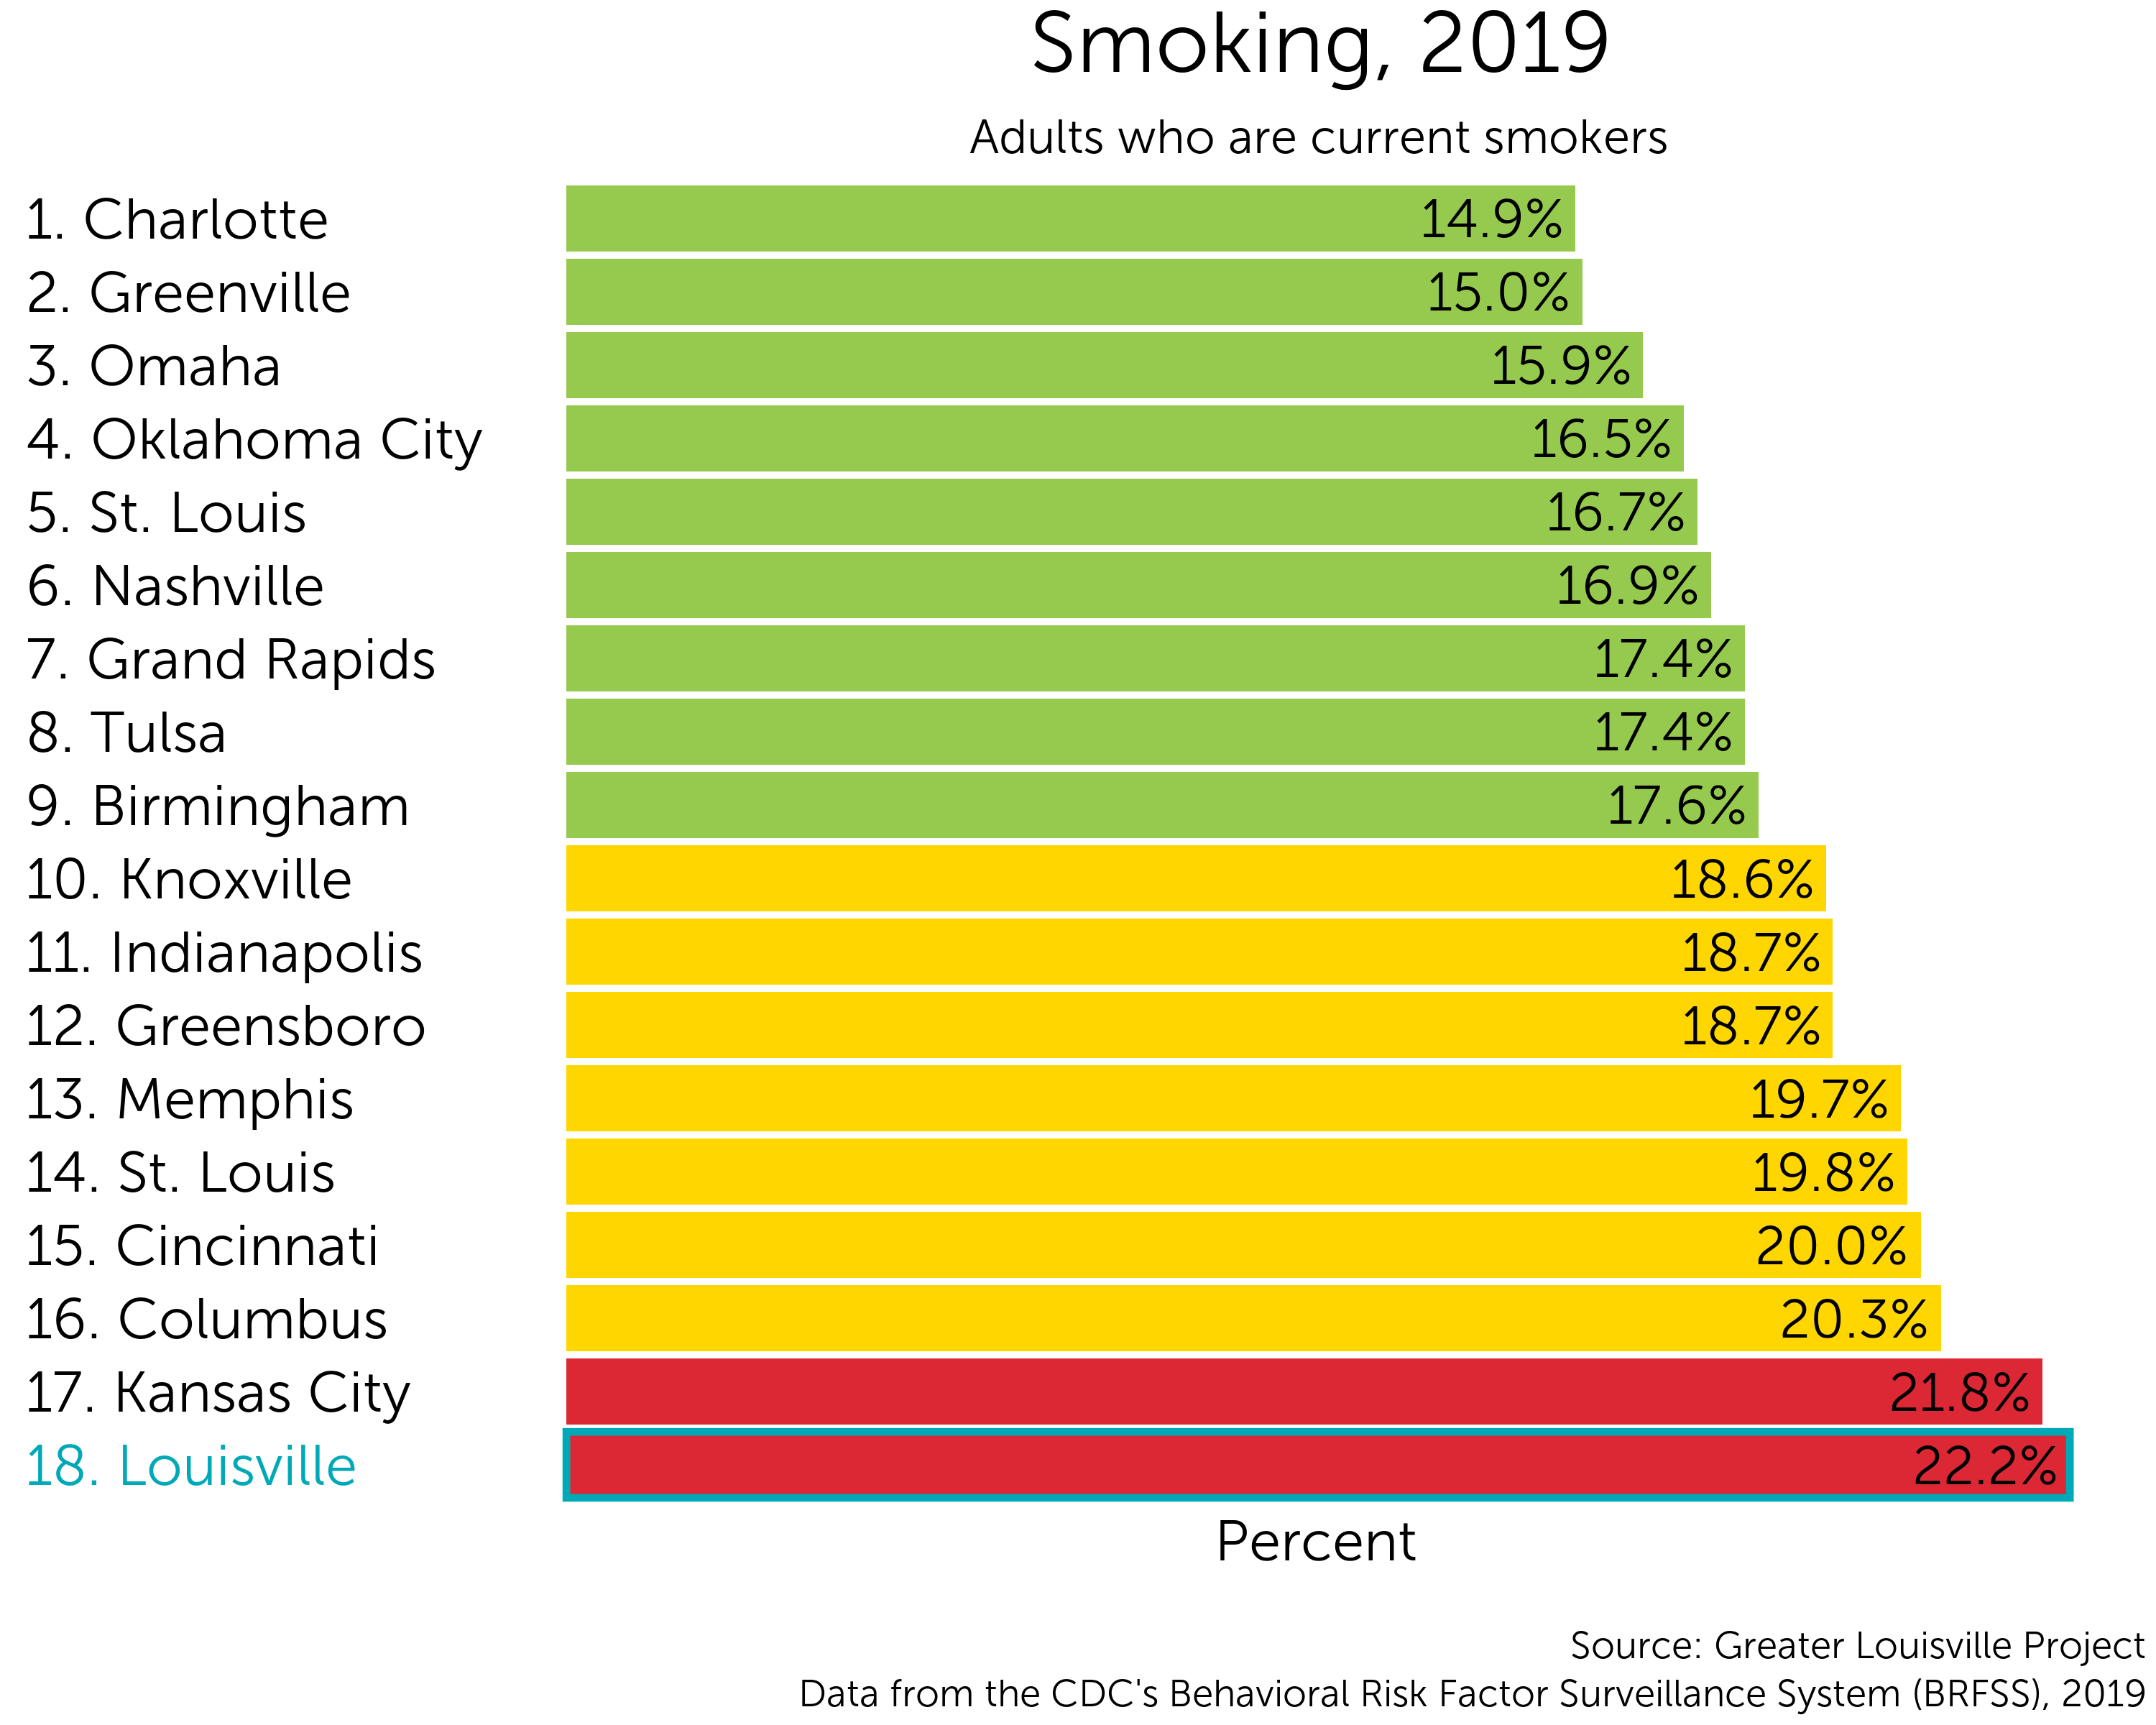 Smoking, 2019
Adults who are current smokers
1. Charlotte 14.9%
2. Greenville 15.0%
3. Omaha 15.9%
4. Oklahoma City 16.5%
5. St. Louis 16.7%
6. Nashville 16.9%
7. Grand Rapids 17.4%
8. Tulsa 17.4%
9. Birmingham 17.6%
10. Knoxville 18.6%
11. Indianapolis 18.7%
12. Greensboro 18.7%
13. Memphis 19.7%
14. St. Louis 19.8%
15. Cincinnati 20.0%
16. Columbus 20.3%
17. Kansas City 21.8%
18. Louisville 22.2%
Percent
Source: Greater Louisville Project
Data from the CDC's Behavioral Risk Factor Surveillance System (BRFSS), 2019